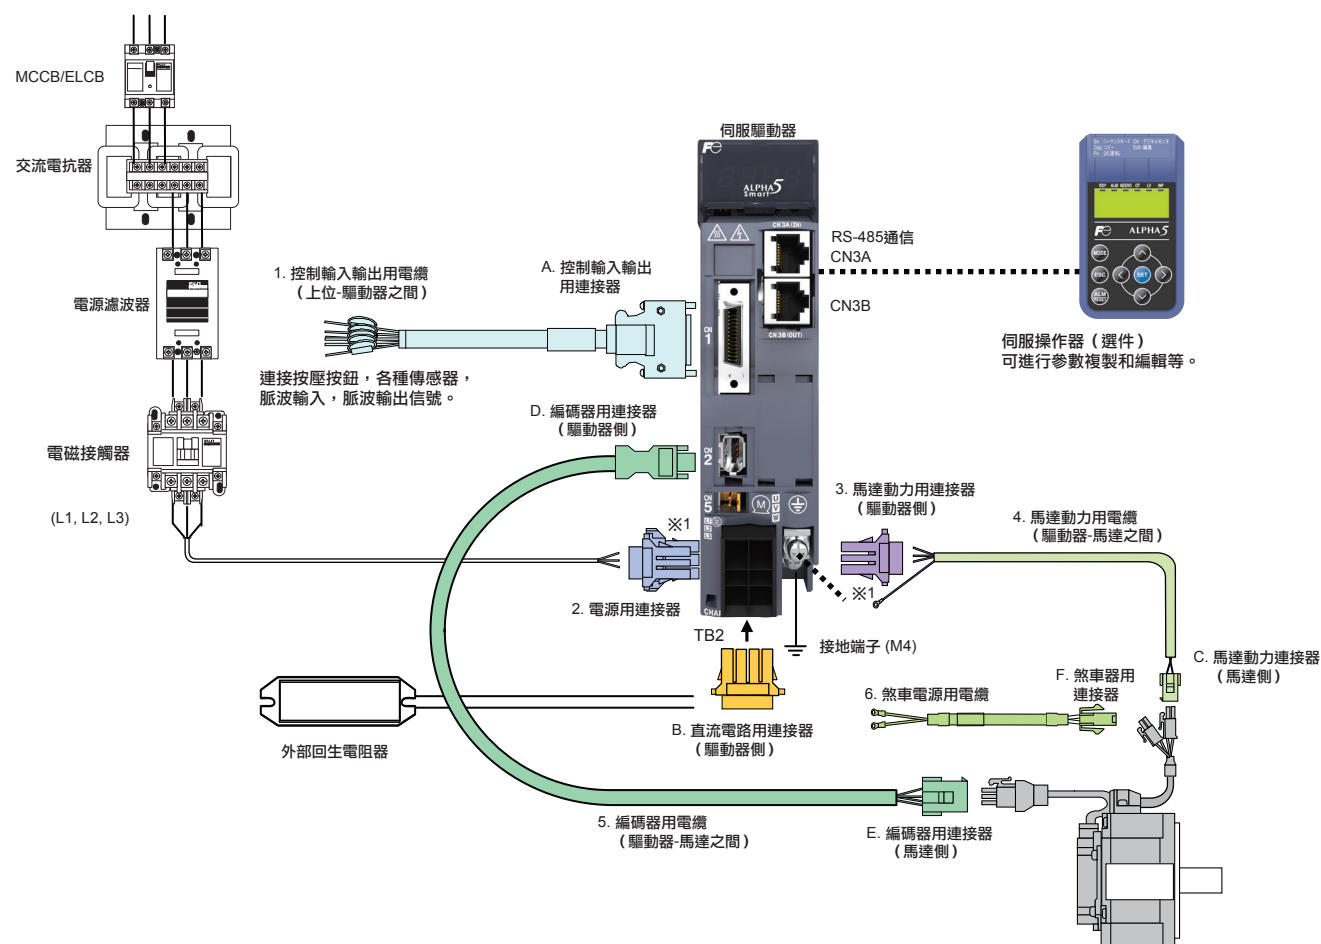 MCCB/ELCB
交流電抗器
電源濾波器
電磁接觸器
(L1, L2, L3)
1. 控制輸入輸出用電纜
（上位-驅動器之間）
連接按壓按鈕，各種傳感器，
脈波輸入，脈波輸出信號。
A. 控制輸入輸出
用連接器
D. 編碼器用連接器
（驅動器側）
伺服驅動器
ALPHA5
Smart
CN3A(IN)
CN3B(OUT)
CN
1
CN
2
CN
5
M
U
V
W
L1
L2
L3
CHA
RS-485通信
CN3A
CN3B
RDY ALM NZERO OT LV INP
ALPHA5
MODE
ESC
SET
ALM
RESET
伺服操作器（選件）
可進行參數複製和編輯等。
※1
2. 電源用連接器
3. 馬達動力用連接器
（驅動器側）
4. 馬達動力用電纜
（驅動器-馬達之間）
※1
TB2
接地端子 (M4)
C. 馬達動力連接器
（馬達側）
F. 煞車器用
連接器
6. 煞車電源用電纜
B. 直流電路用連接器
（驅動器側）
外部回生電阻器
5. 編碼器用電纜
（驅動器-馬達之間）
E. 編碼器用連接器
（馬達側）